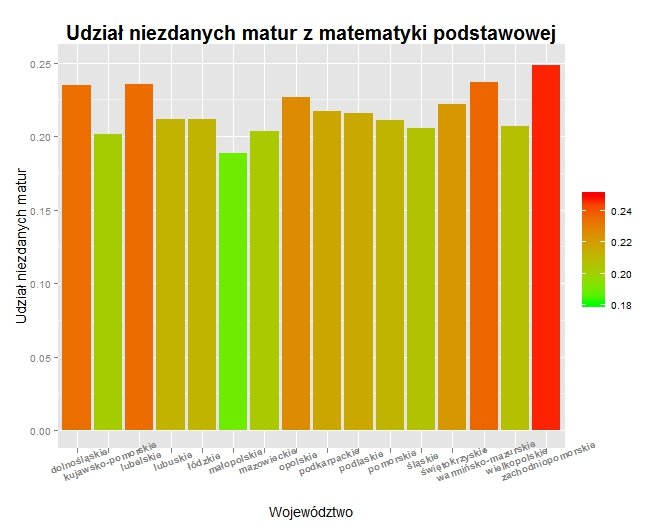 Udział niezdanych matur z matematyki podstawowej
Udział niezdanych matur
0.25
0.20
0.15
0.10
0.05
0.00
0.24
0.22
0.20
0.18
dolnośląskie
kujawsko-pomorskie
lubelskie
lubuskie
łódzkie
małopolskie
mazowieckie
opolskie
podkarpackie
podlaskie
pomorskie
śląskie
świętokrzyskie
warmińsko-mazurskie
wielkopolskie
zachodniopomorskie
Województwo